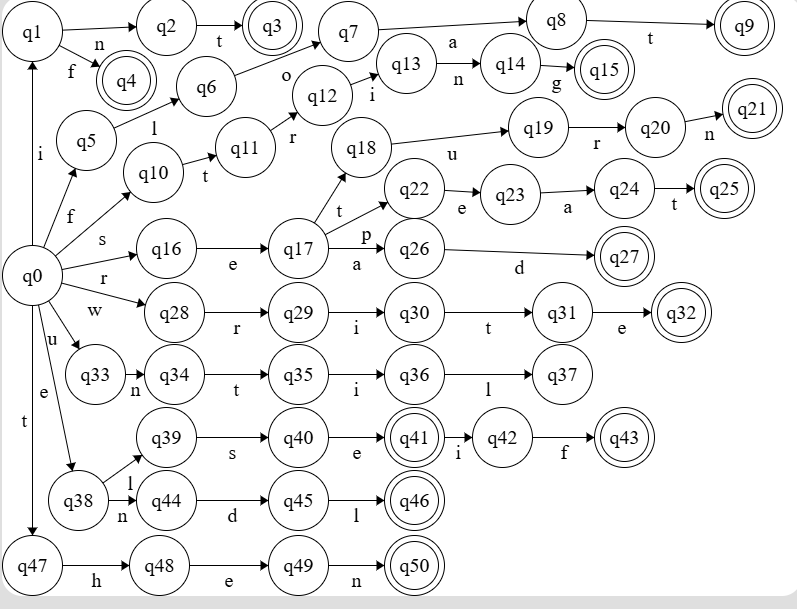 q1 n q2 t q3 q7 a q8 t q9
f q4 q6 o q13 n q14 g q15
q5 l q12 i
i q10 t q11 r q18 u q19 r q20 n q21
f t q22 e q23 a q24 t q25
s q16 e q17 p q26 d q27
q0 r a
w q28 r q29 i q30 t q31 e q32
u q33 n q34 t q35 i q36 l q37
e q39 s q40 e q41 i q42 f q43
t q38 l
n q44 d q45 l q46
q47 h q48 e q49 n q50